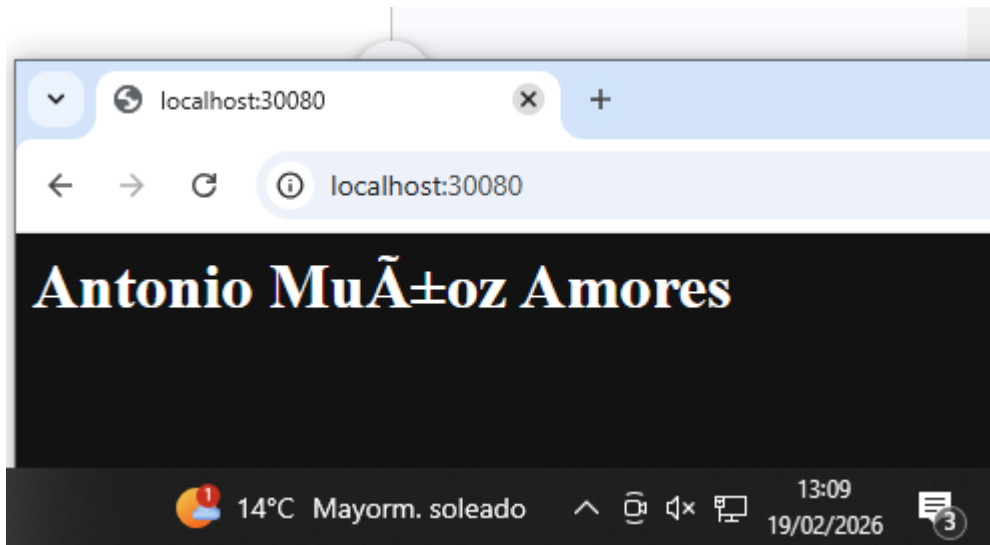 localhost:30080
localhost:30080
Antonio MuÃ±oz Amores
1
14°C Mayorm. soleado
13:09
19/02/2026
3